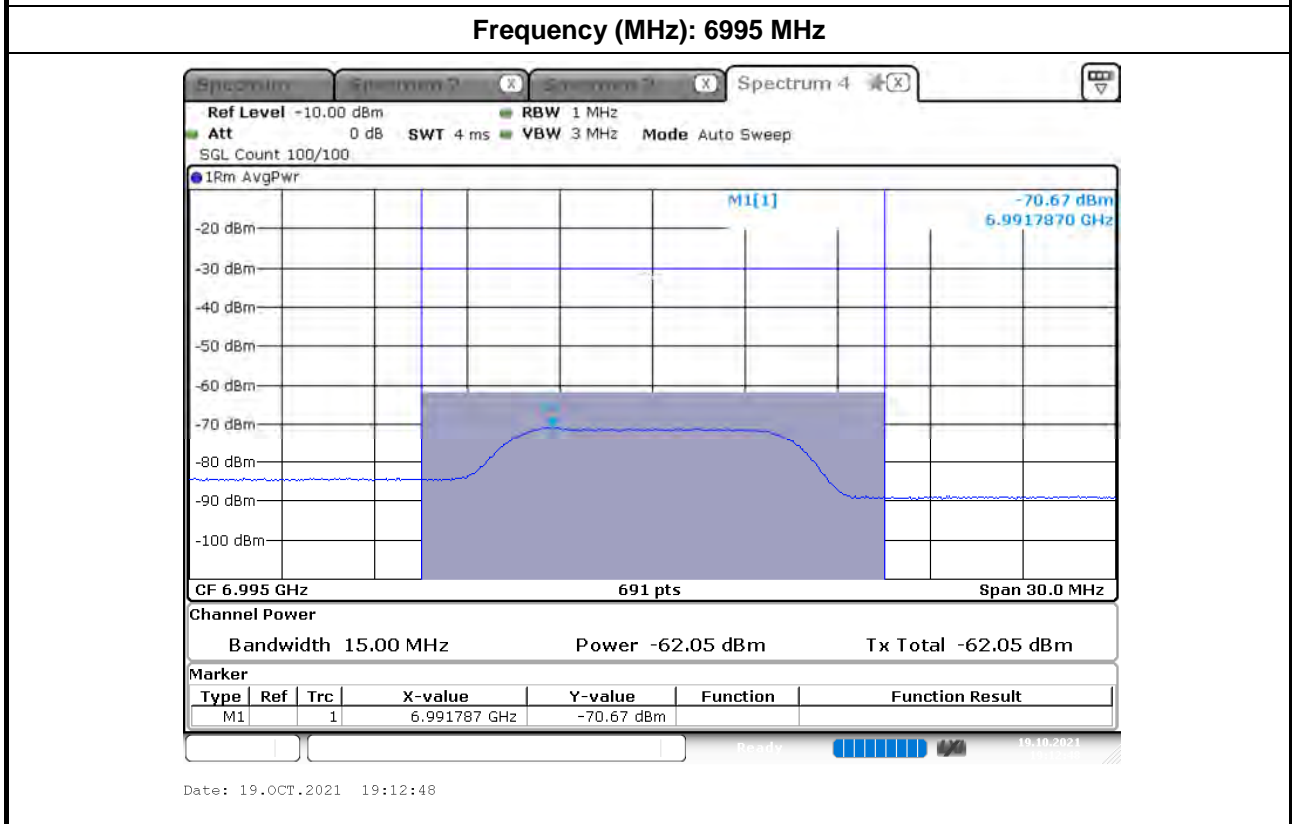 Frequency (MHz): 6995 MHz
Spectrum 4
Ref Level -10.00 dBm RBW 1 MHz
Att 0 dB SWT 4 ms VBW 3 MHz Mode Auto Sweep
SGL Count 100/100
1Rm AvgPwr
M1[1] -70.67 dBm
6.9917870 GHz
-20 dBm
-30 dBm
-40 dBm
-50 dBm
-60 dBm
-70 dBm
-80 dBm
-90 dBm
-100 dBm
CF 6.995 GHz 691 pts Span 30.0 MHz
Channel Power
Bandwidth 15.00 MHz Power -62.05 dBm Tx Total -62.05 dBm
Marker
Type Ref Trc X-value Y-value Function Function Result
M1 1 6.991787 GHz -70.67 dBm
Ready 19.10.2021
Date: 19.OCT.2021 19:12:48